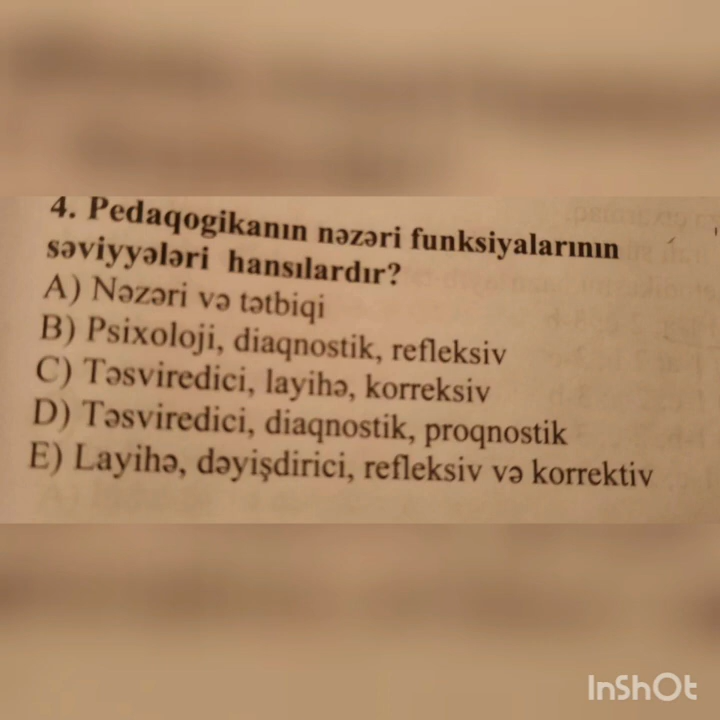 4. Pedaqogikanın nəzəri funksiyalarının
səviyyələri hansılardır?
A) Nəzəri və tətbiqi
B) Psixoloji, diaqnostik, refleksiv
C) Təsviredici, layihə, korreksiv
D) Təsviredici, diaqnostik, proqnostik
E) Layihə, dəyişdirici, refleksiv və korrektiv
InShOt